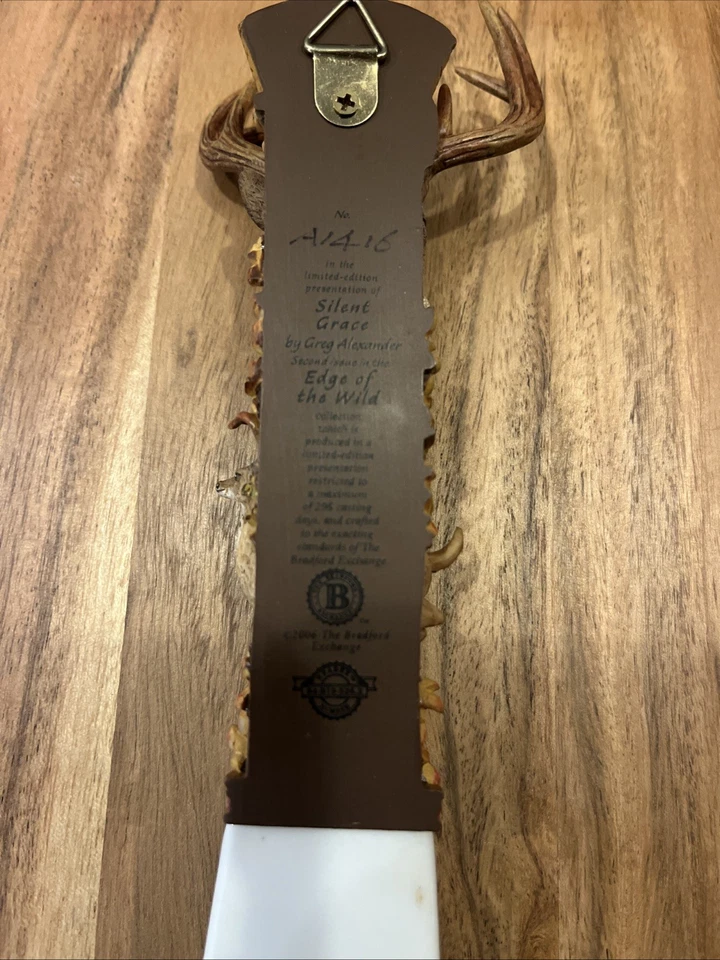 No.
A1416
in the
limited-edition
presentation of
Silent
Grace
by Greg Alexander
Second issue in the
Edge of
the Wild
collection,
which is
produced in a
limited-edition
presentation
restricted to
a maximum
of 295 casting
days, and crafted
to the exacting
standards of The
Bradford Exchange.
B
TM
©2006 The Bradford
Exchange